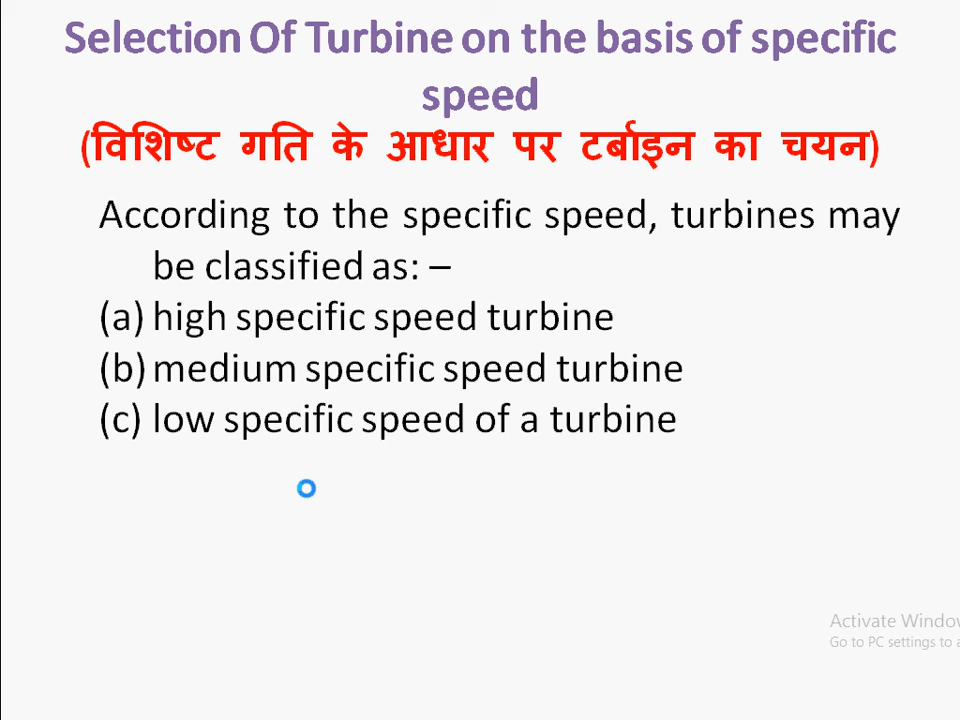 Selection Of Turbine on the basis of specific
speed
(विशिष्ट गति के आधार पर टर्बाइन का चयन)
According to the specific speed, turbines may
be classified as: –
(a) high specific speed turbine
(b) medium specific speed turbine
(c) low specific speed of a turbine
Activate Window
Go to PC settings to a